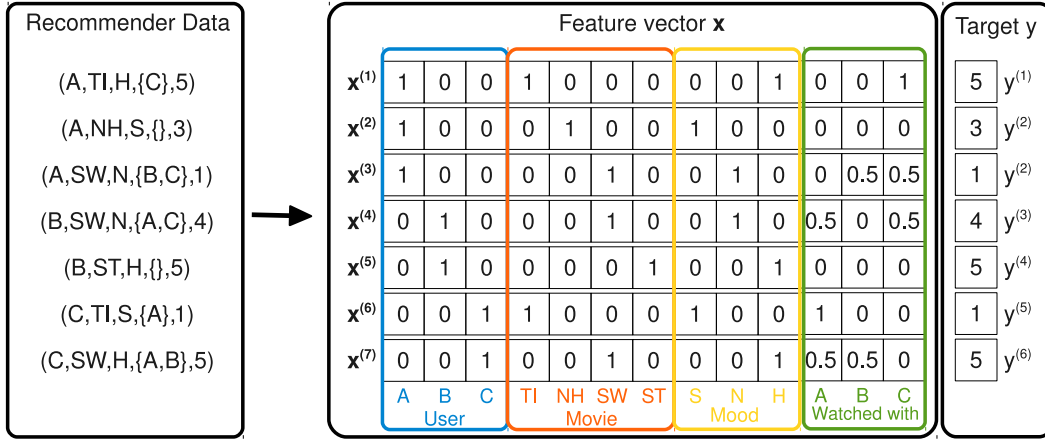 Recommender Data
(A,TI,H,{C},5)
(A,NH,S,{},3)
(A,SW,N,{B,C},1)
(B,SW,N,{A,C},4)
(B,ST,H,{},5)
(C,TI,S,{A},1)
(C,SW,H,{A,B},5)
Feature vector x
x(1) 1 0 0 1 0 0 0 0 0 1 0 0 1
x(2) 1 0 0 0 1 0 0 1 0 0 0 0 0
x(3) 1 0 0 0 0 1 0 0 1 0 0 0.5 0.5
x(4) 0 1 0 0 0 1 0 0 1 0 0.5 0 0.5
x(5) 0 1 0 0 0 0 1 0 0 1 0 0 0
x(6) 0 0 1 1 0 0 0 1 0 0 1 0 0
x(7) 0 0 1 0 0 1 0 0 0 1 0.5 0.5 0
A B C TI NH SW ST S N H A B C
User Movie Mood Watched with
Target y
5 y(1)
3 y(2)
1 y(2)
4 y(3)
5 y(4)
1 y(5)
5 y(6)